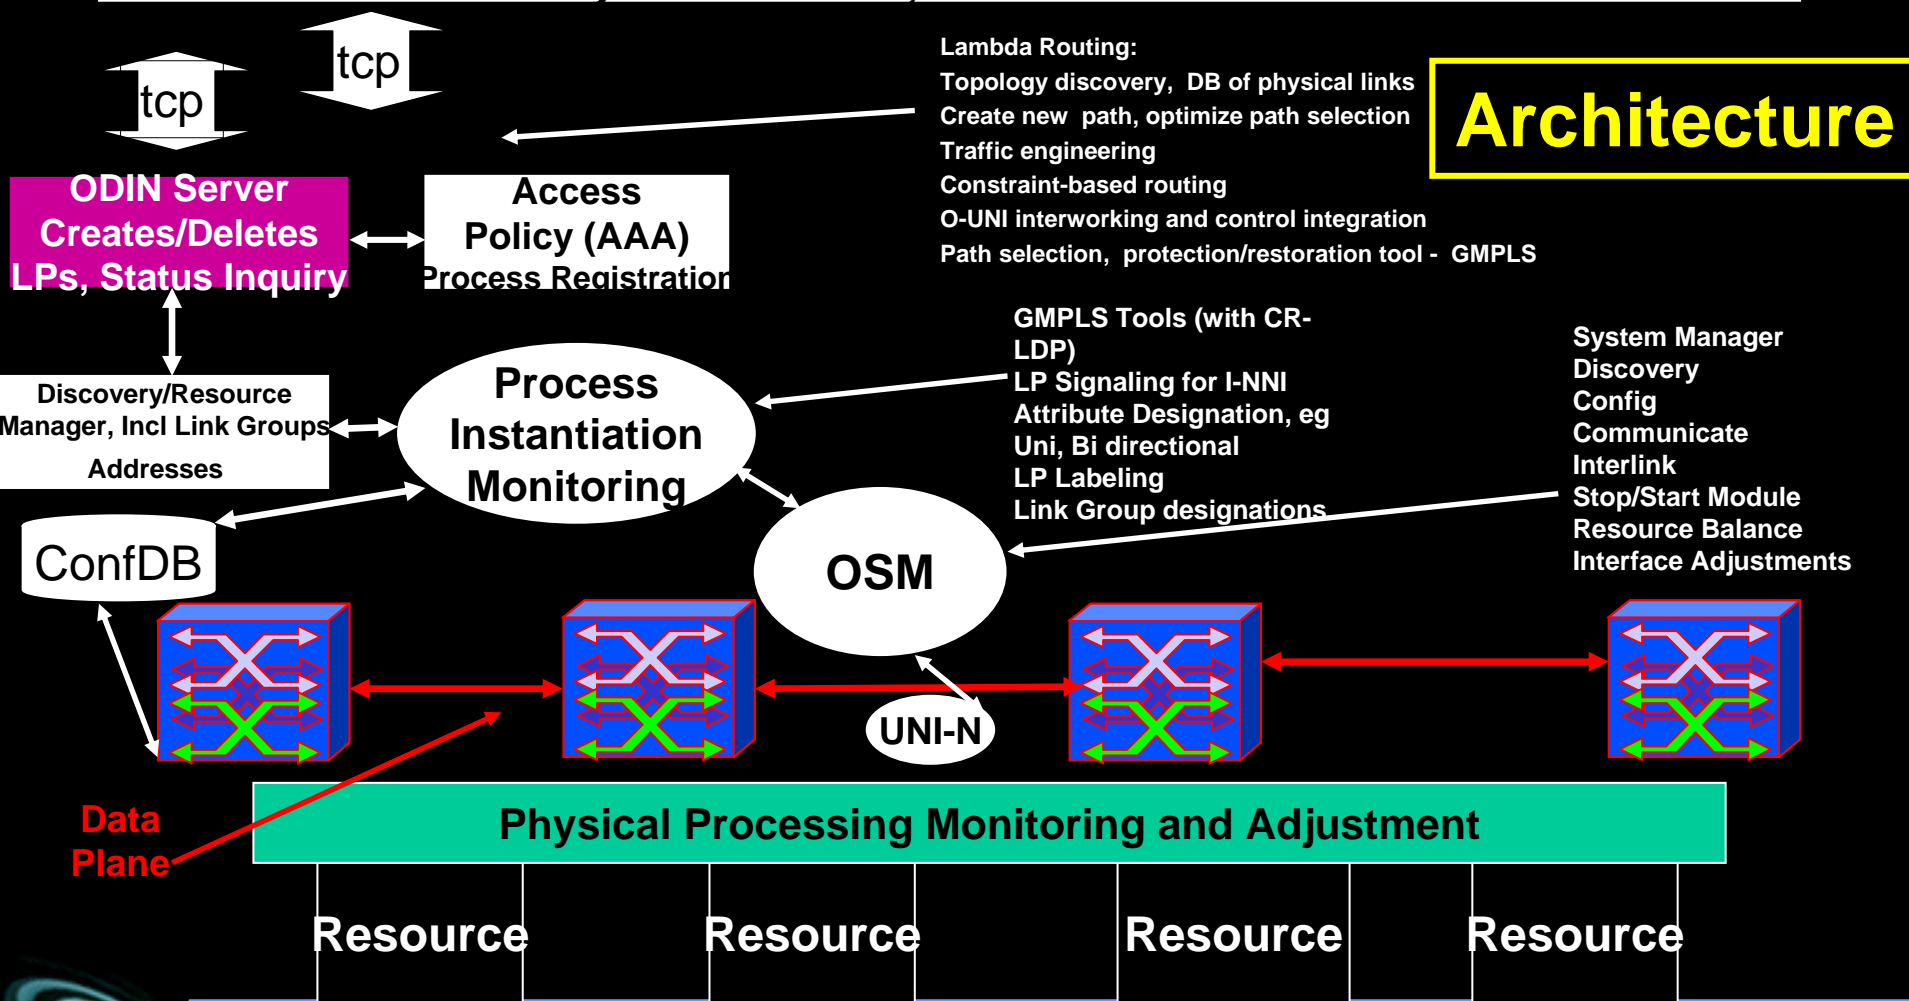 tcp
tcp
Lambda Routing:
Topology discovery, DB of physical links
Create new path, optimize path selection
Traffic engineering
Constraint-based routing
O-UNI interworking and control integration
Path selection, protection/restoration tool - GMPLS
Architecture
ODIN Server
Creates/Deletes
LPs, Status Inquiry
Access
Policy (AAA)
Process Registration
Discovery/Resource
Manager, Incl Link Groups
Addresses
Process
Instantiation
Monitoring
GMPLS Tools (with CR-
LDP)
LP Signaling for I-NNI
Attribute Designation, eg
Uni, Bi directional
LP Labeling
Link Group designations
System Manager
Discovery
Config
Communicate
Interlink
Stop/Start Module
Resource Balance
Interface Adjustments
ConfDB
OSM
UNI-N
Data
Plane
Physical Processing Monitoring and Adjustment
Resource
Resource
Resource
Resource